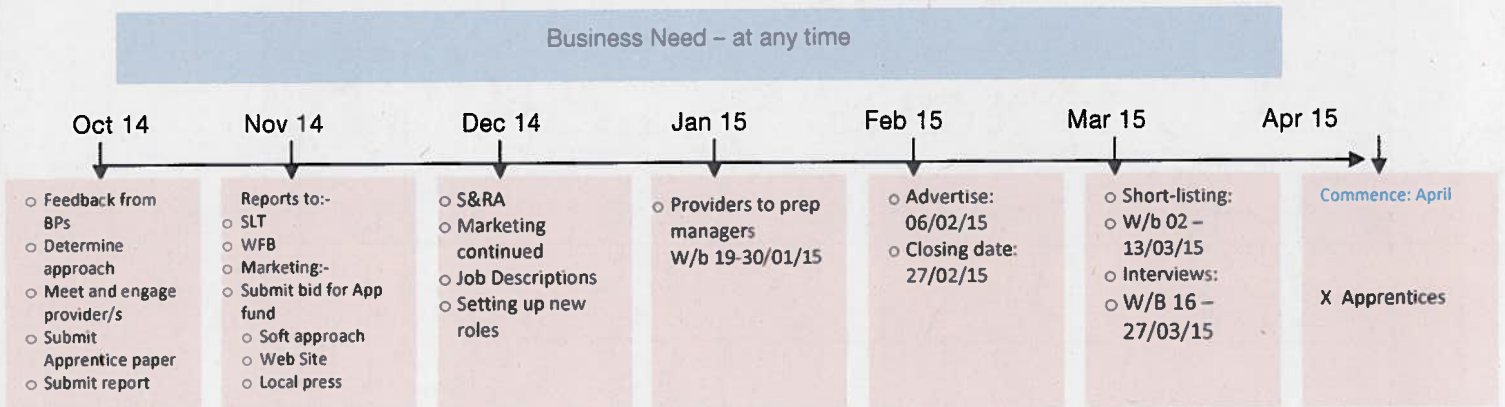 Business Need – at any time
Oct 14
Nov 14
Dec 14
Jan 15
Feb 15
Mar 15
Apr 15
○ Feedback from
BPs
○ Determine
approach
○ Meet and engage
provider/s
○ Submit
Apprentice paper
○ Submit report
Reports to:-
○ SLT
○ WFB
○ Marketing:-
○ Submit bid for App
fund
○ Soft approach
○ Web Site
○ Local press
○ S&RA
○ Marketing
continued
○ Job Descriptions
○ Setting up new
roles
○ Providers to prep
managers
W/b 19-30/01/15
○ Advertise:
06/02/15
○ Closing date:
27/02/15
○ Short-listing:
○ W/b 02 –
13/03/15
○ Interviews:
○ W/B 16 –
27/03/15
Commence: April
X Apprentices